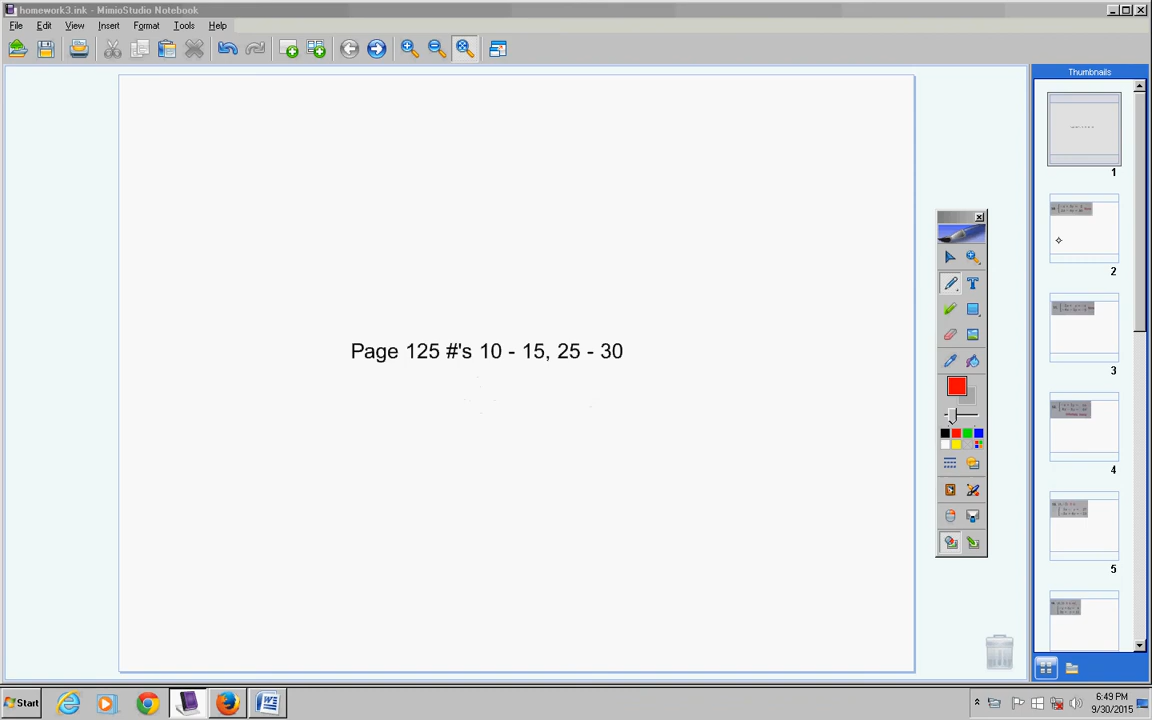 homework3.ink - MimioStudio Notebook
File Edit View Insert Format Tools Help
Thumbnails
1
2
3
4
5
Page 125 #'s 10 - 15, 25 - 30
Start
6:49 PM
9/30/2015